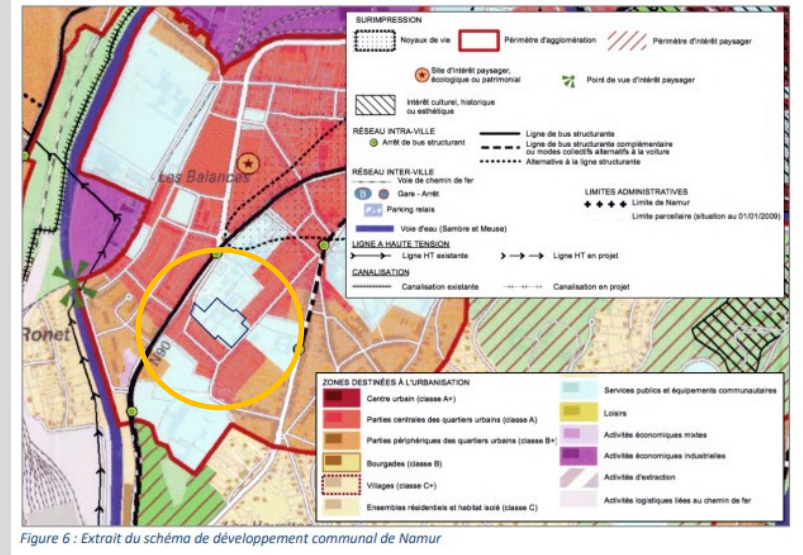 SURIMPRESSION
Noyaux de vie
Périmètre d'agglomération
Périmètre d'intérêt paysager
Site d'intérêt paysager,
écologique ou patrimonial
Point de vue d'intérêt paysager
Intérêt culturel, historique
ou esthétique
RÉSEAU INTRA-VILLE
Arrêt de bus structurant
Ligne de bus structurante
Ligne de bus structurante complémentaire
ou modes collectifs alternatifs à la voiture
Alternative à la ligne structurante
RÉSEAU INTER-VILLE
Voie de chemin de fer
B
Gare - Arrêt
Parking relais
Voie d'eau (Sambre et Meuse)
LIMITES ADMINISTRATIVES
Limite de Namur
Limite parcellaire (situation au 01/01/2009)
LIGNE A HAUTE TENSION
Ligne HT existante
Ligne HT en projet
CANALISATION
Canalisation existante
Canalisation en projet
Les Balances
Ronet
N90
ZONES DESTINÉES À L'URBANISATION
Centre urbain (classe A+)
Parties centrales des quartiers urbains (classe A)
Parties périphériques des quartiers urbains (classe B+)
Bourgades (classe B)
Villages (classe C+)
Ensembles résidentiels et habitat isolé (classe C)
Services publics et équipements communautaires
Loisirs
Activités économiques mixtes
Activités économiques industrielles
Activités d'extraction
Activités logistiques liées au chemin de fer
Figure 6 : Extrait du schéma de développement communal de Namur